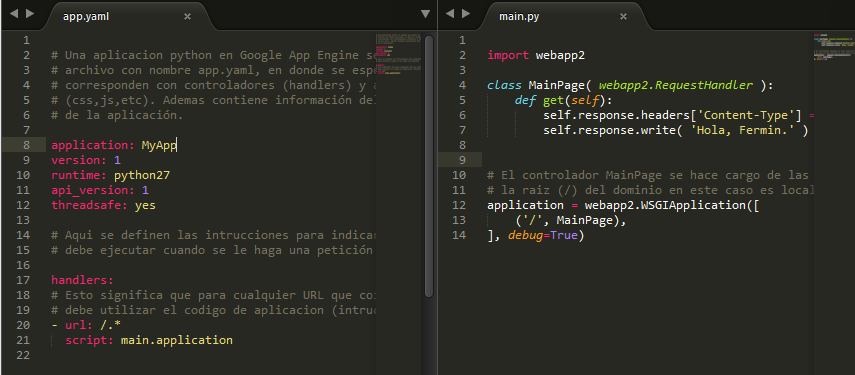 app.yaml
1
2 # Una aplicacion python en Google App Engine
3 # archivo con nombre app.yaml, en donde se
4 # corresponden con controladores (handlers) y
5 # (css,js,etc). Ademas contiene información
6 # de la aplicación.
7
8 application: MyApp
9 version: 1
10 runtime: python27
11 api_version: 1
12 threadsafe: yes
13
14 # Aqui se definen las intrucciones para
15 # debe ejecutar cuando se le haga una petición
16
17 handlers:
18 # Esto significa que para cualquier URL que
19 # debe utilizar el codigo de aplicacion
20 - url: /.*
21 script: main.application
22
main.py
1
2 import webapp2
3
4 class MainPage( webapp2.RequestHandler ):
5 def get(self):
6 self.response.headers['Content-Type'] =
7 self.response.write( 'Hola, Fermin.' )
8
9
10 # El controlador MainPage se hace cargo de las
11 # la raiz (/) del dominio en este caso es
12 application = webapp2.WSGIApplication([
13 ('/', MainPage),
14 ], debug=True)